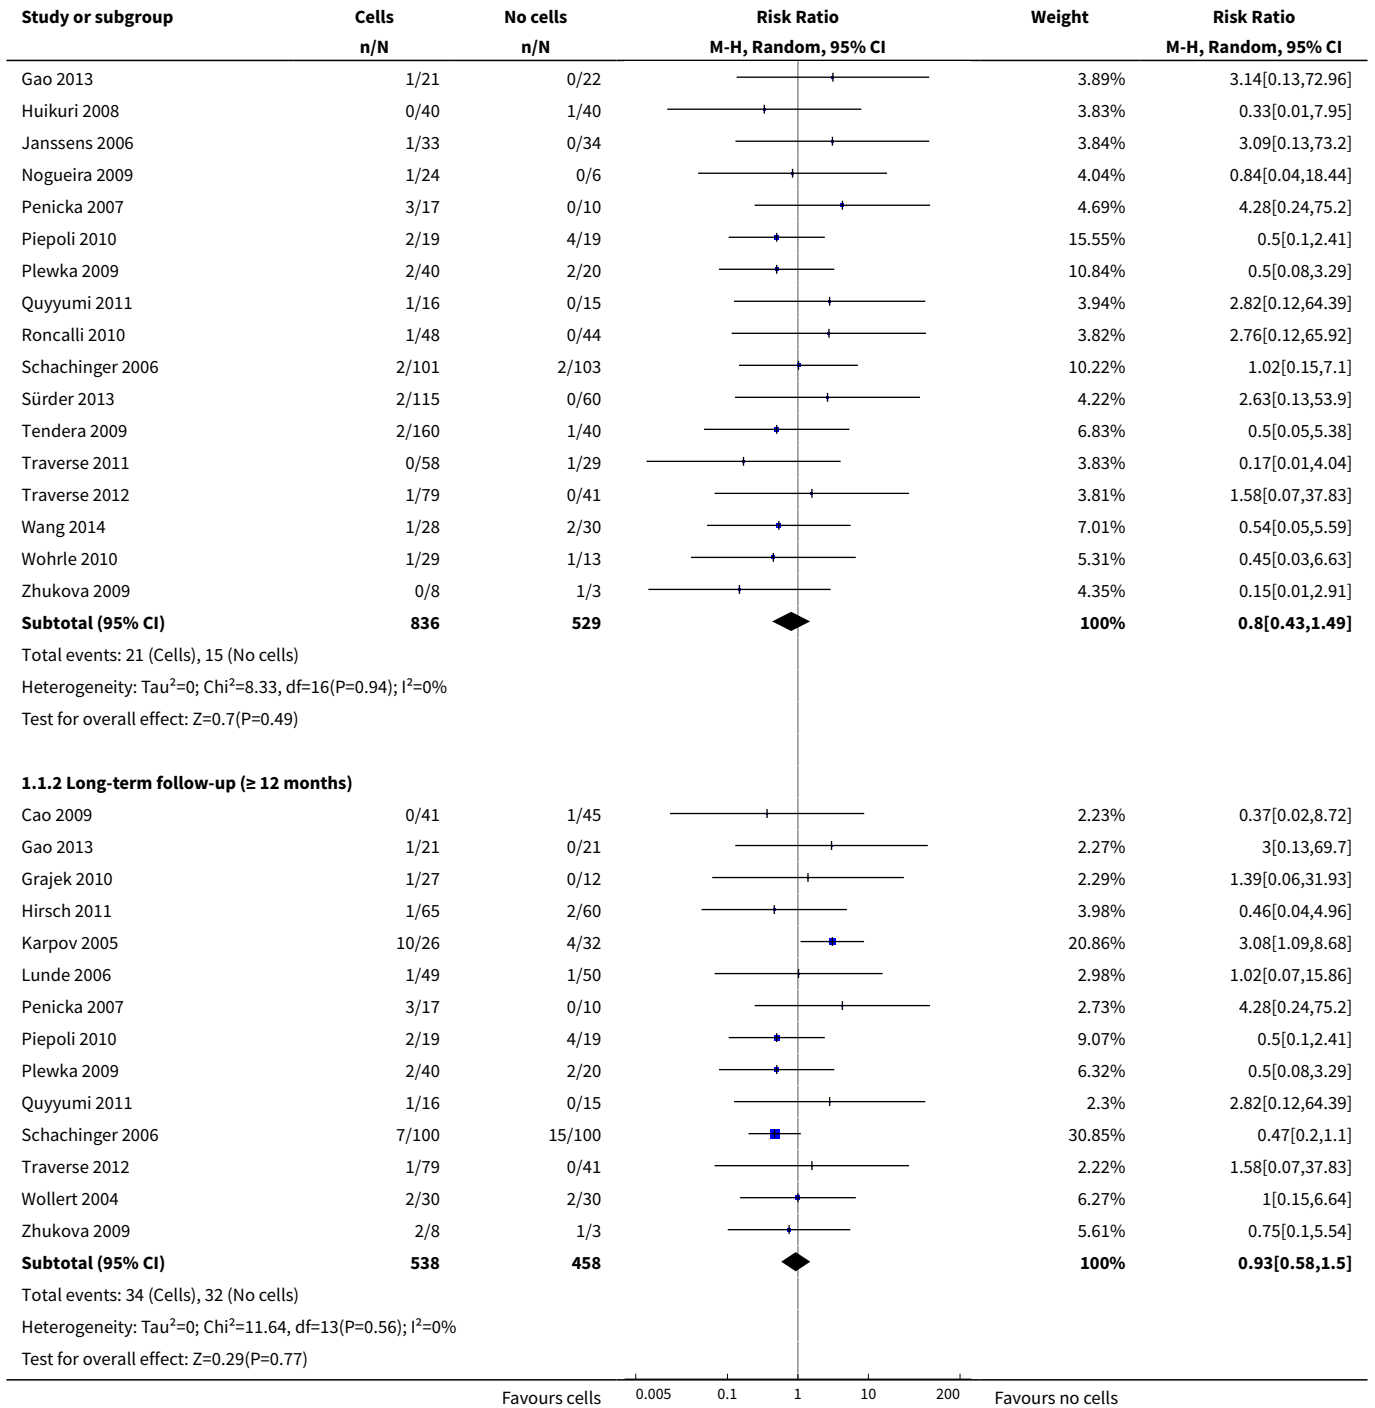 Study or subgroup Cells No cells Risk Ratio Weight Risk Ratio
n/N n/N M-H, Random, 95% CI M-H, Random, 95% CI
Gao 2013 1/21 0/22 3.89% 3.14[0.13,72.96]
Huikuri 2008 0/40 1/40 3.83% 0.33[0.01,7.95]
Janssens 2006 1/33 0/34 3.84% 3.09[0.13,73.2]
Nogueira 2009 1/24 0/6 4.04% 0.84[0.04,18.44]
Penicka 2007 3/17 0/10 4.69% 4.28[0.24,75.2]
Piepoli 2010 2/19 4/19 15.55% 0.5[0.1,2.41]
Plewka 2009 2/40 2/20 10.84% 0.5[0.08,3.29]
Quyyumi 2011 1/16 0/15 3.94% 2.82[0.12,64.39]
Roncalli 2010 1/48 0/44 3.82% 2.76[0.12,65.92]
Schachinger 2006 2/101 2/103 10.22% 1.02[0.15,7.1]
Sürder 2013 2/115 0/60 4.22% 2.63[0.13,53.9]
Tendera 2009 2/160 1/40 6.83% 0.5[0.05,5.38]
Traverse 2011 0/58 1/29 3.83% 0.17[0.01,4.04]
Traverse 2012 1/79 0/41 3.81% 1.58[0.07,37.83]
Wang 2014 1/28 2/30 7.01% 0.54[0.05,5.59]
Wohrle 2010 1/29 1/13 5.31% 0.45[0.03,6.63]
Zhukova 2009 0/8 1/3 4.35% 0.15[0.01,2.91]
Subtotal (95% CI) 836 529 100% 0.8[0.43,1.49]
Total events: 21 (Cells), 15 (No cells)
Heterogeneity: Tau²=0; Chi²=8.33, df=16(P=0.94); I²=0%
Test for overall effect: Z=0.7(P=0.49)
1.1.2 Long-term follow-up (≥ 12 months)
Cao 2009 0/41 1/45 2.23% 0.37[0.02,8.72]
Gao 2013 1/21 0/21 2.27% 3[0.13,69.7]
Grajek 2010 1/27 0/12 2.29% 1.39[0.06,31.93]
Hirsch 2011 1/65 2/60 3.98% 0.46[0.04,4.96]
Karpov 2005 10/26 4/32 20.86% 3.08[1.09,8.68]
Lunde 2006 1/49 1/50 2.98% 1.02[0.07,15.86]
Penicka 2007 3/17 0/10 2.73% 4.28[0.24,75.2]
Piepoli 2010 2/19 4/19 9.07% 0.5[0.1,2.41]
Plewka 2009 2/40 2/20 6.32% 0.5[0.08,3.29]
Quyyumi 2011 1/16 0/15 2.3% 2.82[0.12,64.39]
Schachinger 2006 7/100 15/100 30.85% 0.47[0.2,1.1]
Traverse 2012 1/79 0/41 2.22% 1.58[0.07,37.83]
Wollert 2004 2/30 2/30 6.27% 1[0.15,6.64]
Zhukova 2009 2/8 1/3 5.61% 0.75[0.1,5.54]
Subtotal (95% CI) 538 458 100% 0.93[0.58,1.5]
Total events: 34 (Cells), 32 (No cells)
Heterogeneity: Tau²=0; Chi²=11.64, df=13(P=0.56); I²=0%
Test for overall effect: Z=0.29(P=0.77)
Favours cells 0.005 0.1 1 10 200 Favours no cells